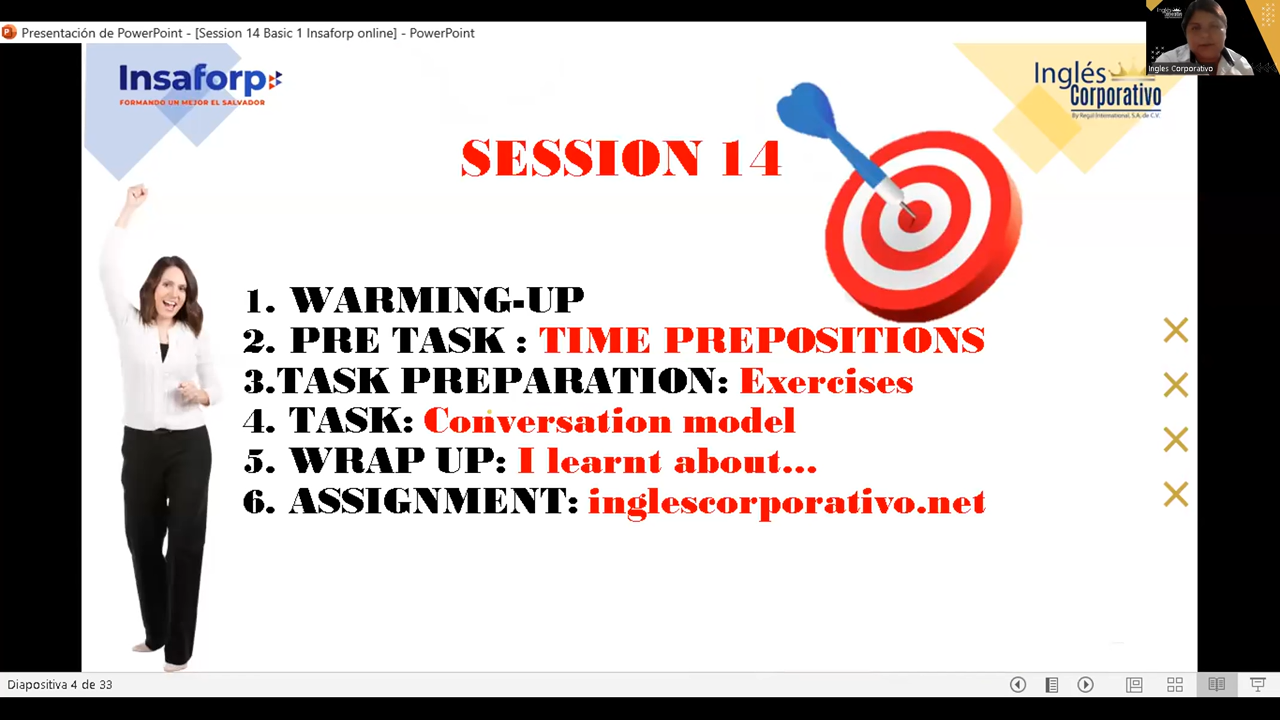 Presentación de PowerPoint - [Session 14 Basic 1 Insaforp online] - PowerPoint
Inglés Corporativo
Insaforp
FORMANDO UN MEJOR EL SALVADOR
Inglés
Corporativo
By Regal International, S.A. de C.V.
SESSION 14
1. WARMING-UP
2. PRE TASK : TIME PREPOSITIONS
3.TASK PREPARATION: Exercises
4. TASK: Conversation model
5. WRAP UP: I learnt about...
6. ASSIGNMENT: inglescorporativo.net
Diapositiva 4 de 33